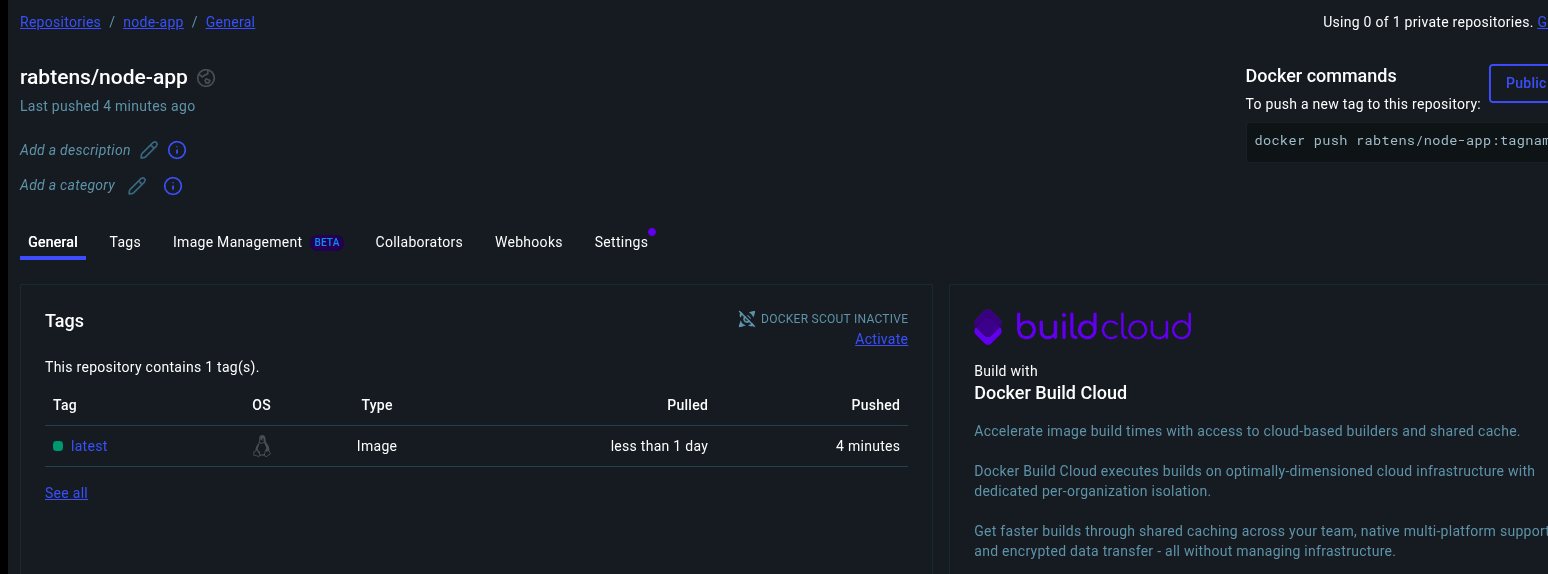 Repositories / node-app / General
Using 0 of 1 private repositories.
rabtens/node-app
Last pushed 4 minutes ago
Add a description
Add a category
Docker commands
Public
To push a new tag to this repository:
docker push rabtens/node-app:tagnam
General Tags Image Management BETA Collaborators Webhooks Settings
Tags
DOCKER SCOUT INACTIVE
Activate
This repository contains 1 tag(s).
Tag OS Type Pulled Pushed
latest Image less than 1 day 4 minutes
See all
buildcloud
Build with
Docker Build Cloud
Accelerate image build times with access to cloud-based builders and shared cache.
Docker Build Cloud executes builds on optimally-dimensioned cloud infrastructure with
dedicated per-organization isolation.
Get faster builds through shared caching across your team, native multi-platform support
and encrypted data transfer - all without managing infrastructure.